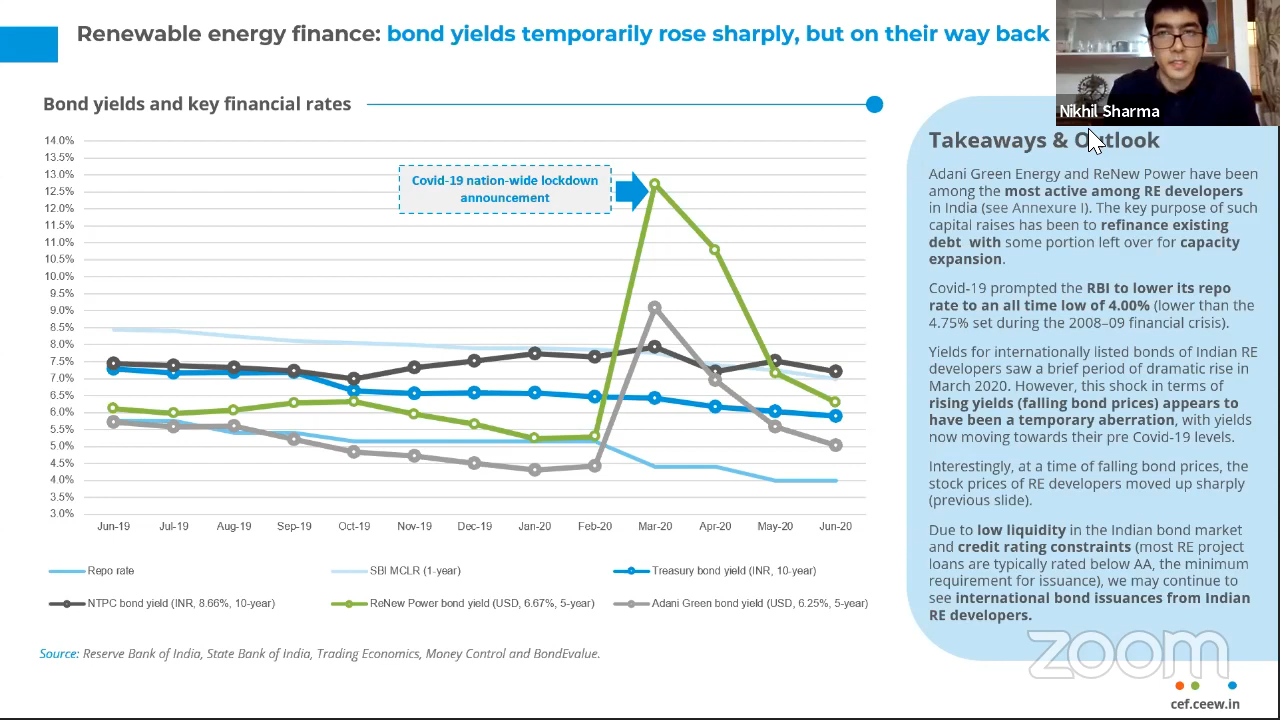 Renewable energy finance: bond yields temporarily rose sharply, but on their way back
Nikhil Sharma
Bond yields and key financial rates
14.0%
13.5%
13.0%
12.5%
12.0%
11.5%
11.0%
10.5%
10.0%
9.5%
9.0%
8.5%
8.0%
7.5%
7.0%
6.5%
6.0%
5.5%
5.0%
4.5%
4.0%
3.5%
3.0%
Covid-19 nation-wide lockdown
announcement
Jun-19 Jul-19 Aug-19 Sep-19 Oct-19 Nov-19 Dec-19 Jan-20 Feb-20 Mar-20 Apr-20 May-20 Jun-20
Repo rate SBI MCLR (1-year) Treasury bond yield (INR, 10-year)
NTPC bond yield (INR, 8.66%, 10-year) ReNew Power bond yield (USD, 6.67%, 5-year) Adani Green bond yield (USD, 6.25%, 5-year)
Source: Reserve Bank of India, State Bank of India, Trading Economics, Money Control and BondEvalue.
Takeaways & Outlook
Adani Green Energy and ReNew Power have been
among the most active among RE developers
in India (see Annexure I). The key purpose of such
capital raises has been to refinance existing
debt with some portion left over for capacity
expansion.
Covid-19 prompted the RBI to lower its repo
rate to an all time low of 4.00% (lower than the
4.75% set during the 2008–09 financial crisis).
Yields for internationally listed bonds of Indian RE
developers saw a brief period of dramatic rise in
March 2020. However, this shock in terms of
rising yields (falling bond prices) appears to
have been a temporary aberration, with yields
now moving towards their pre Covid-19 levels.
Interestingly, at a time of falling bond prices, the
stock prices of RE developers moved up sharply
(previous slide).
Due to low liquidity in the Indian bond market
and credit rating constraints (most RE project
loans are typically rated below AA, the minimum
requirement for issuance), we may continue to
see international bond issuances from Indian
RE developers.
zoom
cef.ceew.in